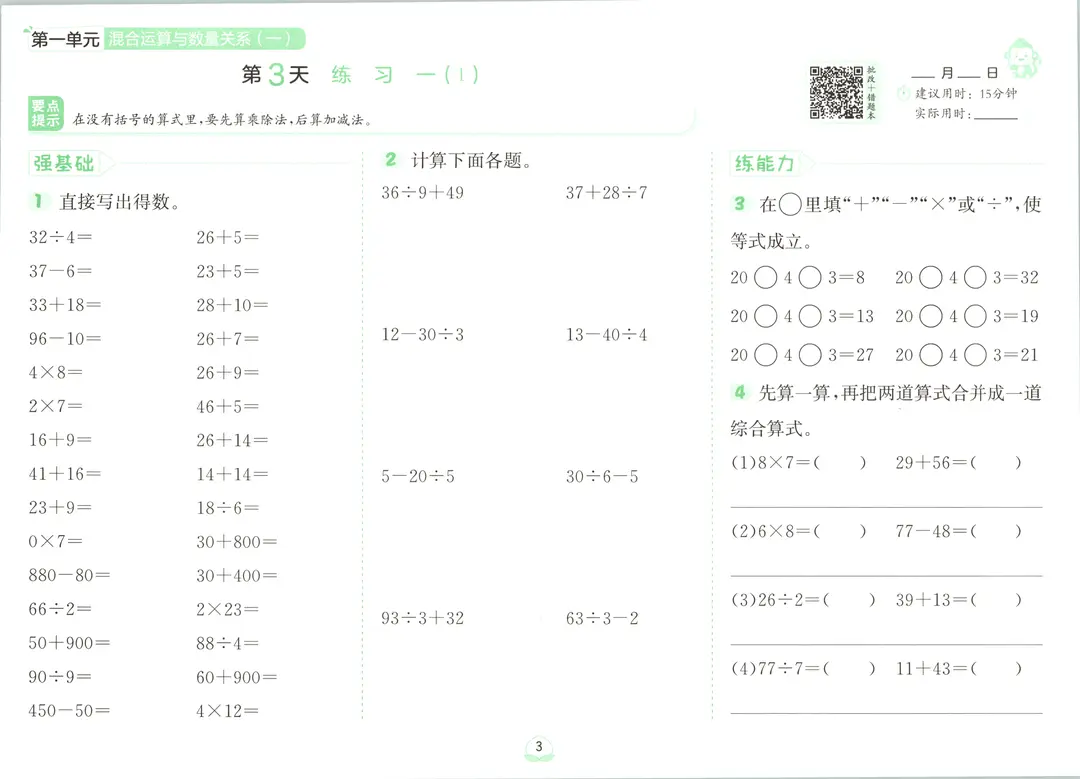 第一单元 混合运算与数量关系（一）
第3天 练习一（1）
批改+错题本
___月___日
建议用时：15分钟
实际用时：______
要点提示 在没有括号的算式里，要先算乘除法，后算加减法。
强基础
1 直接写出得数。
32÷4= 26+5=
37-6= 23+5=
33+18= 28+10=
96-10= 26+7=
4×8= 26+9=
2×7= 46+5=
16+9= 26+14=
41+16= 14+14=
23+9= 18÷6=
0×7= 30+800=
880-80= 30+400=
66÷2= 2×23=
50+900= 88÷4=
90÷9= 60+900=
450-50= 4×12=
2 计算下面各题。
36÷9+49 37+28÷7
12-30÷3 13-40÷4
5-20÷5 30÷6-5
93÷3+32 63÷3-2
练能力
3 在○里填“+”“-”“×”或“÷”，使
等式成立。
20○4○3=8 20○4○3=32
20○4○3=13 20○4○3=19
20○4○3=27 20○4○3=21
4 先算一算，再把两道算式合并成一道
综合算式。
(1)8×7=( ) 29+56=( )
(2)6×8=( ) 77-48=( )
(3)26÷2=( ) 39+13=( )
(4)77÷7=( ) 11+43=( )
3